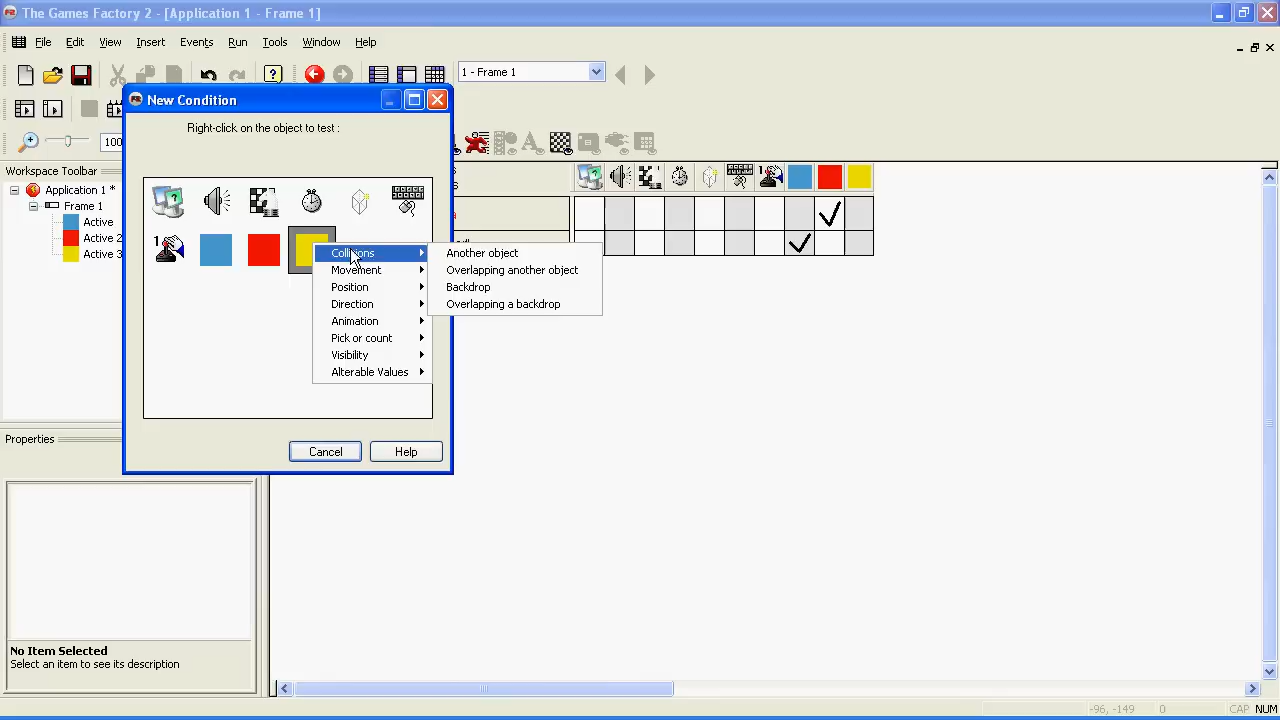 The Games Factory 2 - [Application 1 - Frame 1]
File Edit View Insert Events Run Tools Window Help
1 - Frame 1
New Condition
100
Right-click on the object to test :
Workspace Toolbar
Application 1 *
Frame 1
Active
Active 2
Active 3
1
Collisions
Movement
Position
Direction
Animation
Pick or count
Visibility
Alterable Values
Another object
Overlapping another object
Backdrop
Overlapping a backdrop
Cancel Help
Properties
No Item Selected
Select an item to see its description
-96, -149 0 CAP NUM